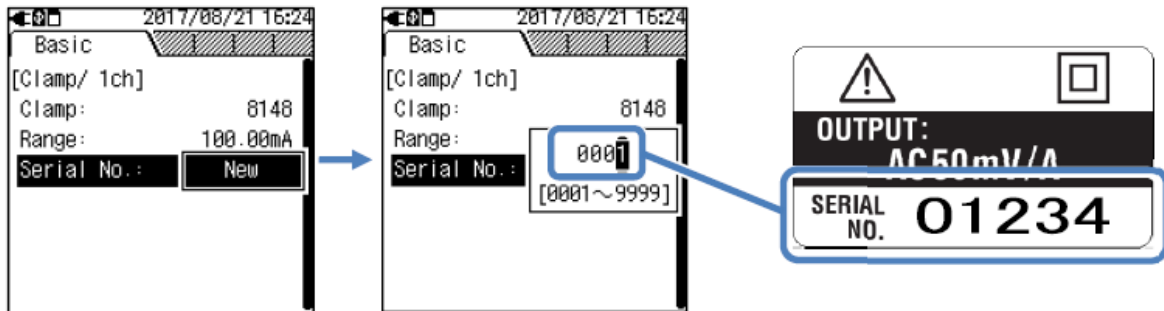 2017/08/21 16:24
Basic
[Clamp/ 1ch]
Clamp: 8148
Range: 100.00mA
Serial No.: New
2017/08/21 16:24
Basic
[Clamp/ 1ch]
Clamp: 8148
Range:
0001
Serial No.:
[0001～9999]
OUTPUT:
AC50mV/A
SERIAL NO. 01234